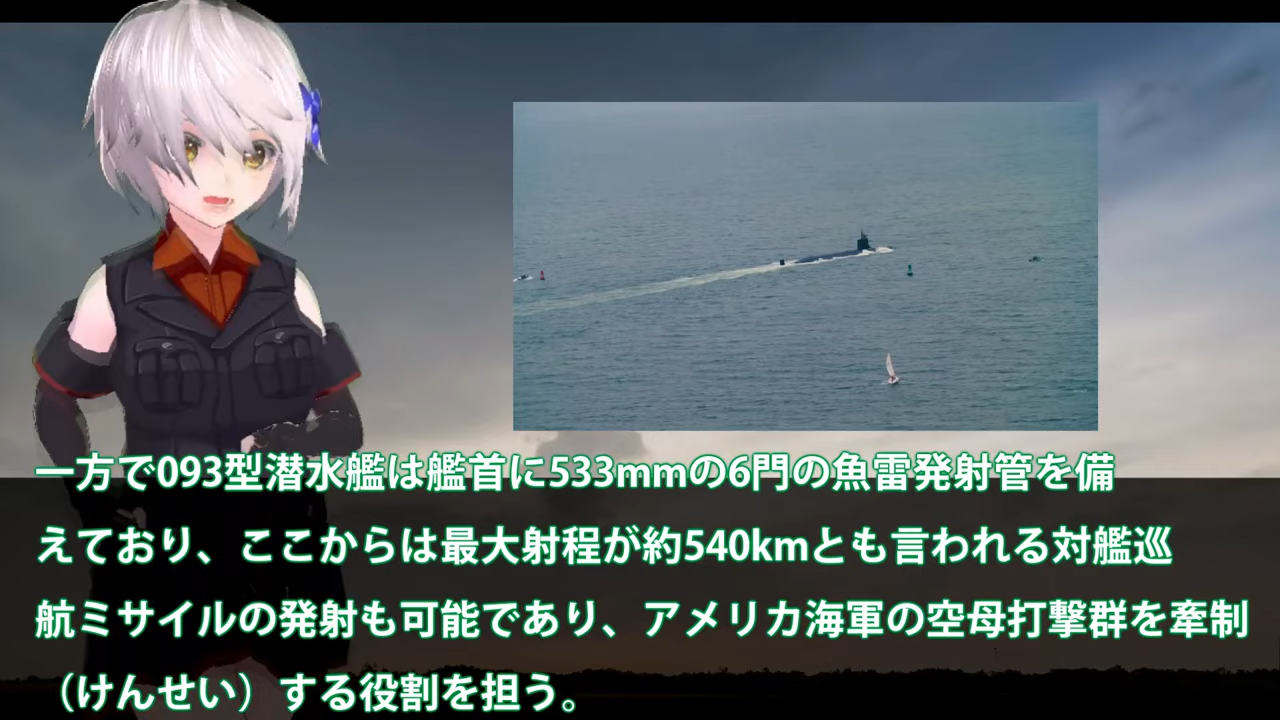 一方で093型潜水艦は艦首に533mmの6門の魚雷発射管を備
えており、ここからは最大射程が約540kmとも言われる対艦巡
航ミサイルの発射も可能であり、アメリカ海軍の空母打撃群を牽制
（けんせい）する役割を担う。